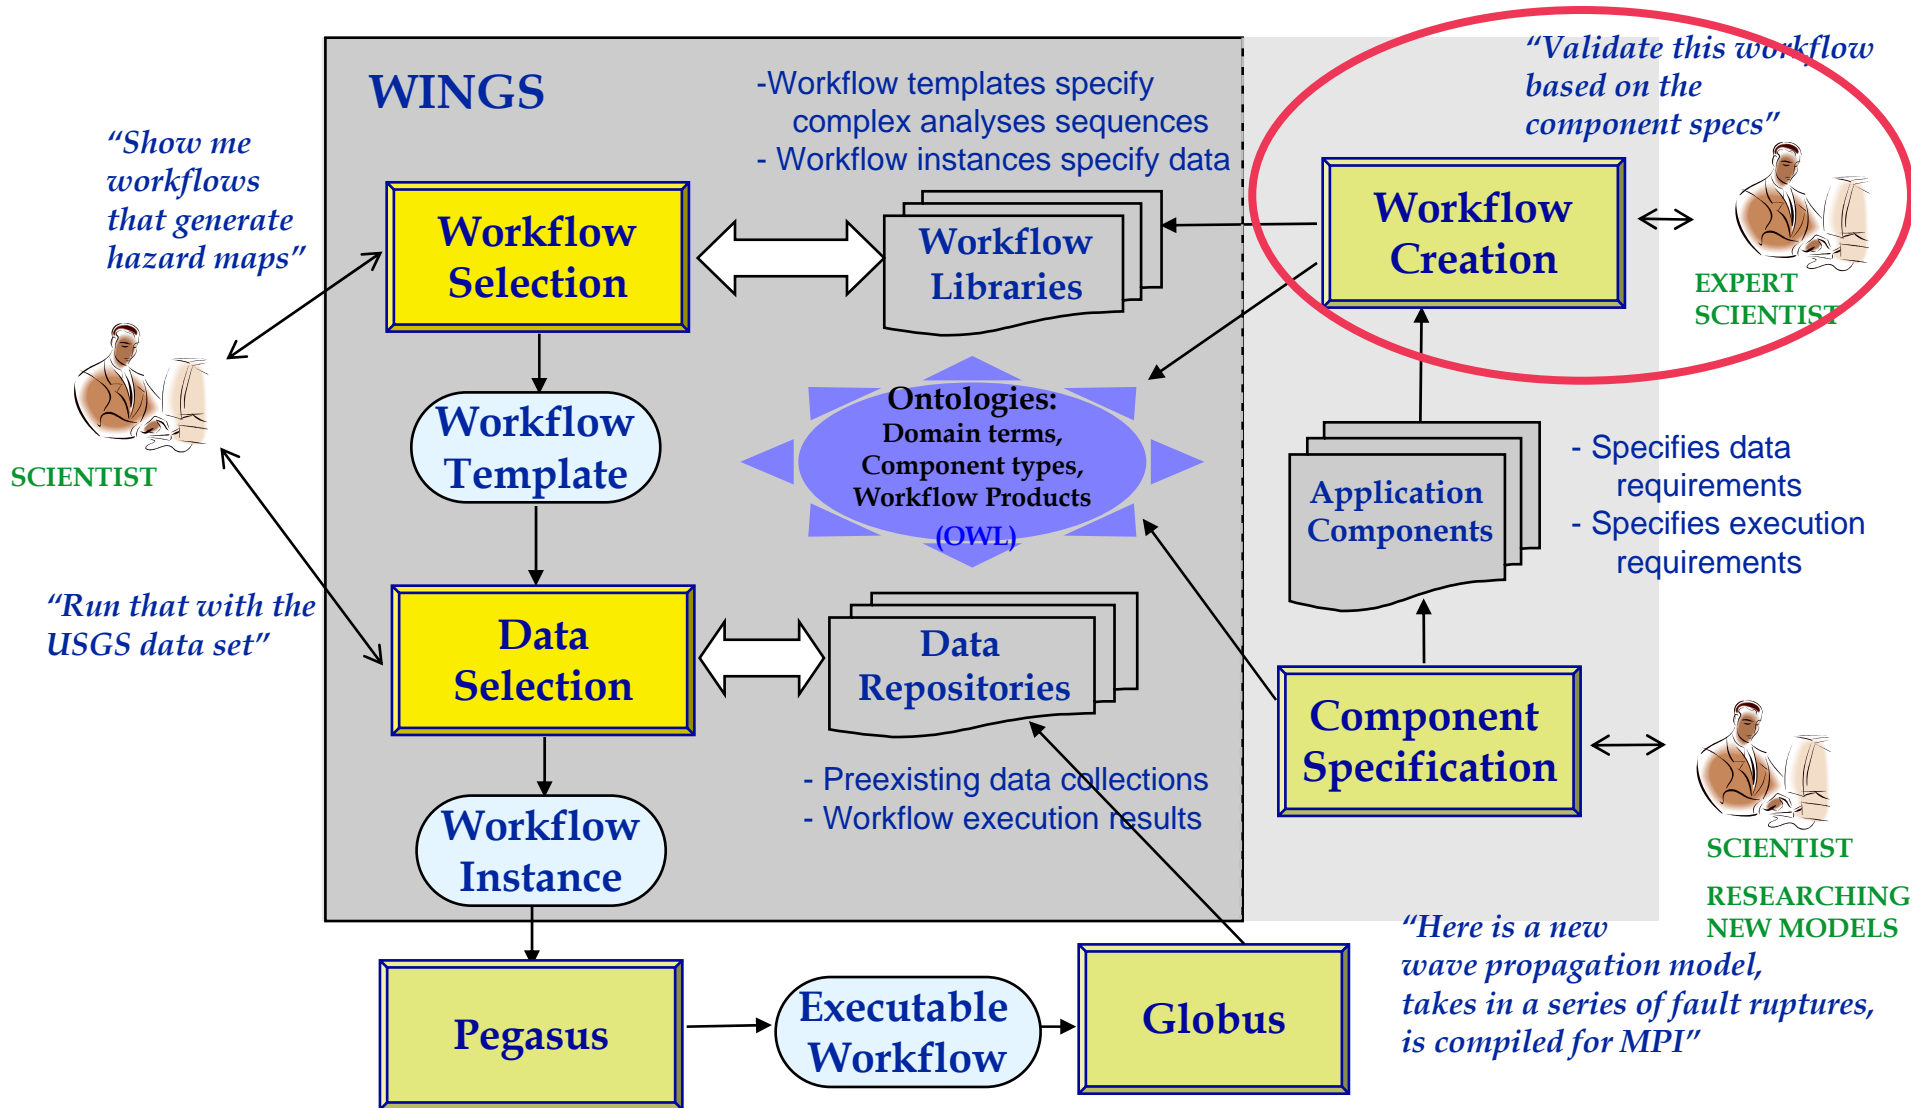 WINGS
-Workflow templates specify
complex analyses sequences
- Workflow instances specify data
“Validate this workflow
based on the
component specs”
“Show me
workflows
that generate
hazard maps”
Workflow
Selection
Workflow
Libraries
Workflow
Creation
EXPERT
SCIENTIST
SCIENTIST
Workflow
Template
Ontologies:
Domain terms,
Component types,
Workflow Products
(OWL)
Application
Components
- Specifies data
requirements
- Specifies execution
requirements
“Run that with the
USGS data set”
Data
Selection
Data
Repositories
- Preexisting data collections
- Workflow execution results
Component
Specification
SCIENTIST
RESEARCHING
NEW MODELS
Workflow
Instance
“Here is a new
wave propagation model,
takes in a series of fault ruptures,
is compiled for MPI”
Pegasus
Executable
Workflow
Globus